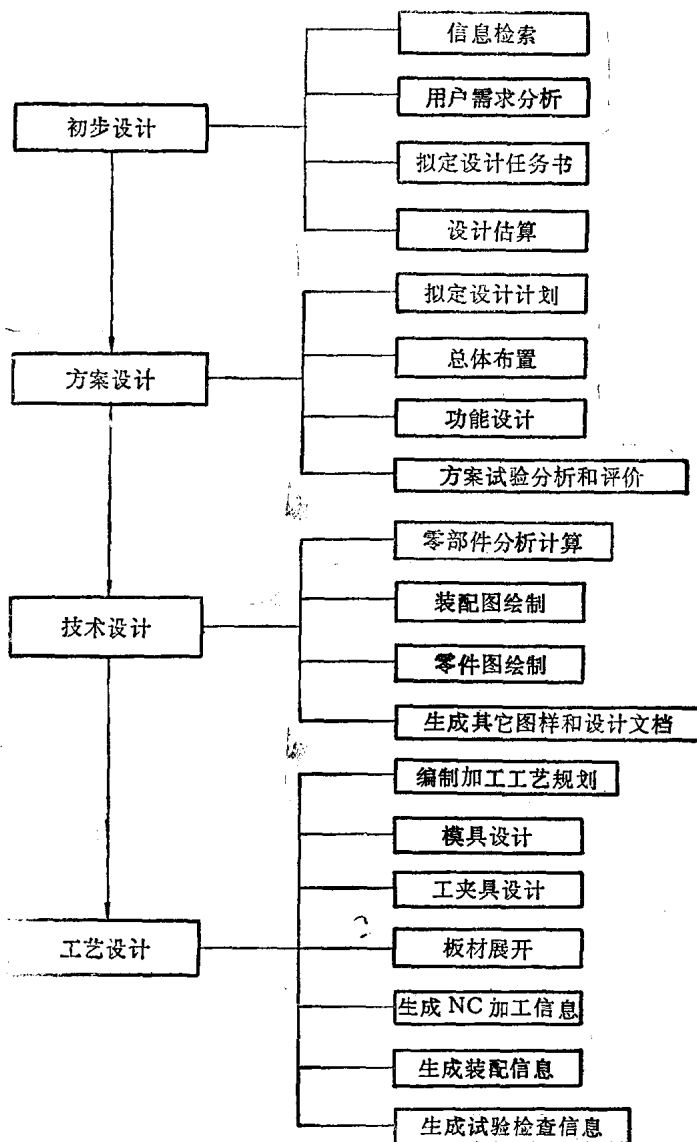 初步设计
信息检索
用户需求分析
拟定设计任务书
设计估算
方案设计
拟定设计计划
总体布置
功能设计
方案试验分析和评价
技术设计
零部件分析计算
装配图绘制
零件图绘制
生成其它图样和设计文档
工艺设计
编制加工工艺规划
模具设计
工夹具设计
板材展开
生成NC加工信息
生成装配信息
生成试验检查信息